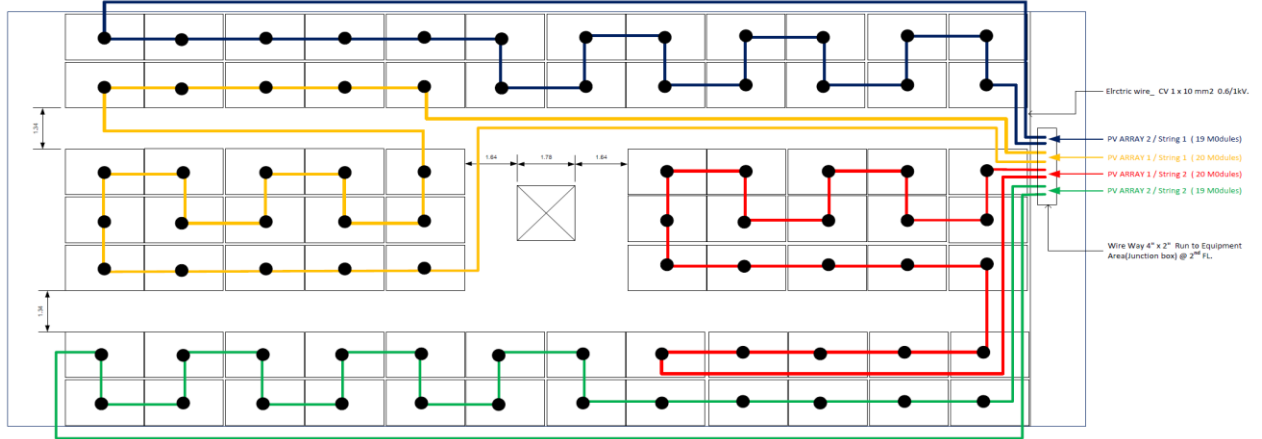 Elrctric wire_ CV 1 x 10 mm2 0.6/1kV.
1.34
PV ARRAY 2 / String 1 ( 19 M0dules)
PV ARRAY 1 / String 1 ( 20 M0dules)
1.64
1.78
1.84
PV ARRAY 1 / String 2 ( 20 M0dules)
PV ARRAY 2 / String 2 ( 19 M0dules)
Wire Way 4" x 2" Run to Equipment
Area(Junction box) @ 2nd FL.
1.34